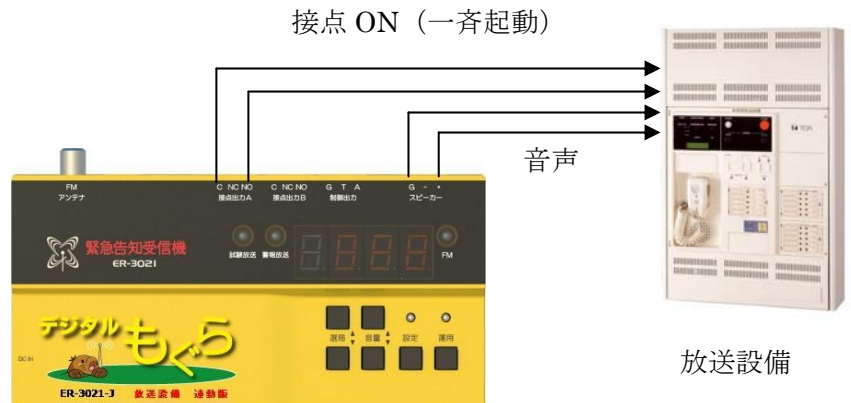 接点 ON（一斉起動）
音声
放送設備
FM
アンテナ
C NC NO
接点出力A
C NC NO
接点出力B
G T A
制御出力
G - +
スピーカー
緊急告知受信機
ER-3021
試験放送
警報放送
FM
選局
音量
設定
運用
DC IN
デジタル
もぐら
ER-3021-J 放送設備 連動版
TOA